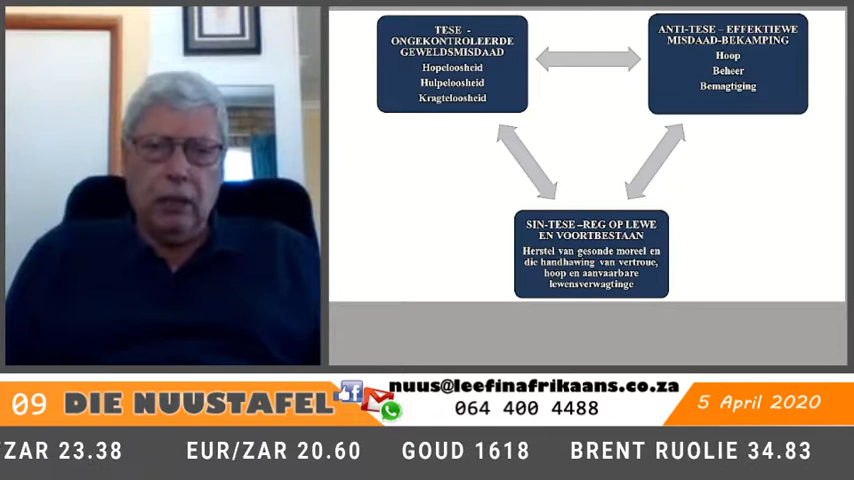 TESE -
ONGEKONTROLEERDE
GEWELDSMISDAAD
Hopeloosheid
Hulpeloosheid
Kragteloosheid
ANTI-TESE – EFFEKTIEWE
MISDAAD-BEKAMPING
Hoop
Beheer
Bemagtiging
SIN-TESE –REG OP LEWE
EN VOORTBESTAAN
Herstel van gesonde moreel en
die handhawing van vertroue,
hoop en aanvaarbare
lewensverwagtinge
09 DIE NUUSTAFEL
nuus@leefinafrikaans.co.za
064 400 4488
5 April 2020
/ZAR 23.38 EUR/ZAR 20.60 GOUD 1618 BRENT RUOLIE 34.83